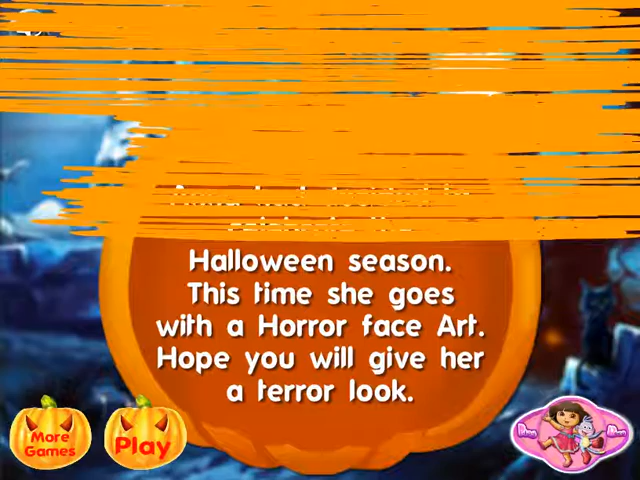 Halloween season.
This time she goes
with a Horror face Art.
Hope you will give her
a terror look.
More
Games
Play